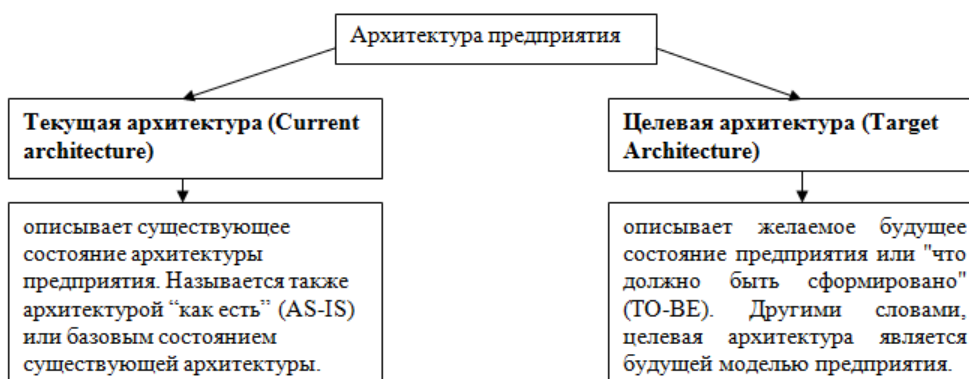 Архитектура предприятия
Текущая архитектура (Current
architecture)
описывает существующее
состояние архитектуры
предприятия. Называется также
архитектурой “как есть” (AS-IS)
или базовым состоянием
существующей архитектуры.
Целевая архитектура (Target
Architecture)
описывает желаемое будущее
состояние предприятия или "что
должно быть сформировано"
(TO-BE). Другими словами,
целевая архитектура является
будущей моделью предприятия.